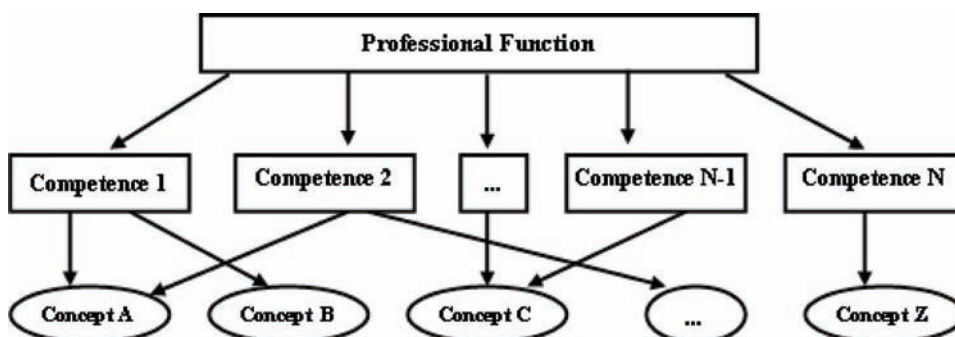 Professional Function
Competence 1
Competence 2
...
Competence N-1
Competence N
Concept A
Concept B
Concept C
...
Concept Z